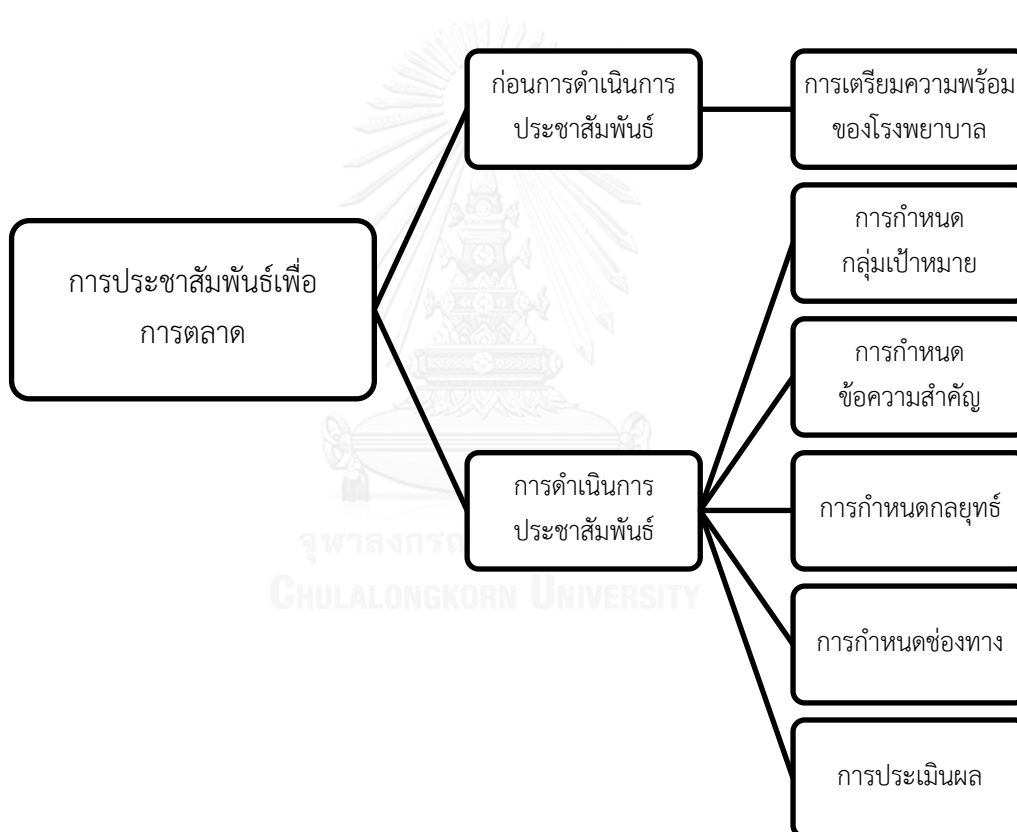 ก่อนการดำเนินการ
ประชาสัมพันธ์
การเตรียมความพร้อม
ของโรงพยาบาล
การกำหนด
กลุ่มเป้าหมาย
การประชาสัมพันธ์เพื่อ
การตลาด
การกำหนด
ข้อความสำคัญ
การดำเนินการ
ประชาสัมพันธ์
การกำหนดกลยุทธ์
CHULALONGKORN UNIVERSITY
การกำหนดช่องทาง
การประเมินผล